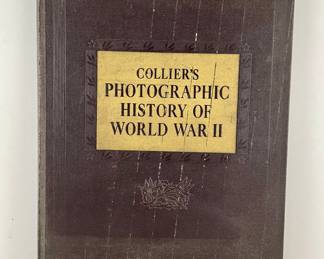 COLLIER'S
PHOTOGRAPHIC
HISTORY OF
WORLD WAR II